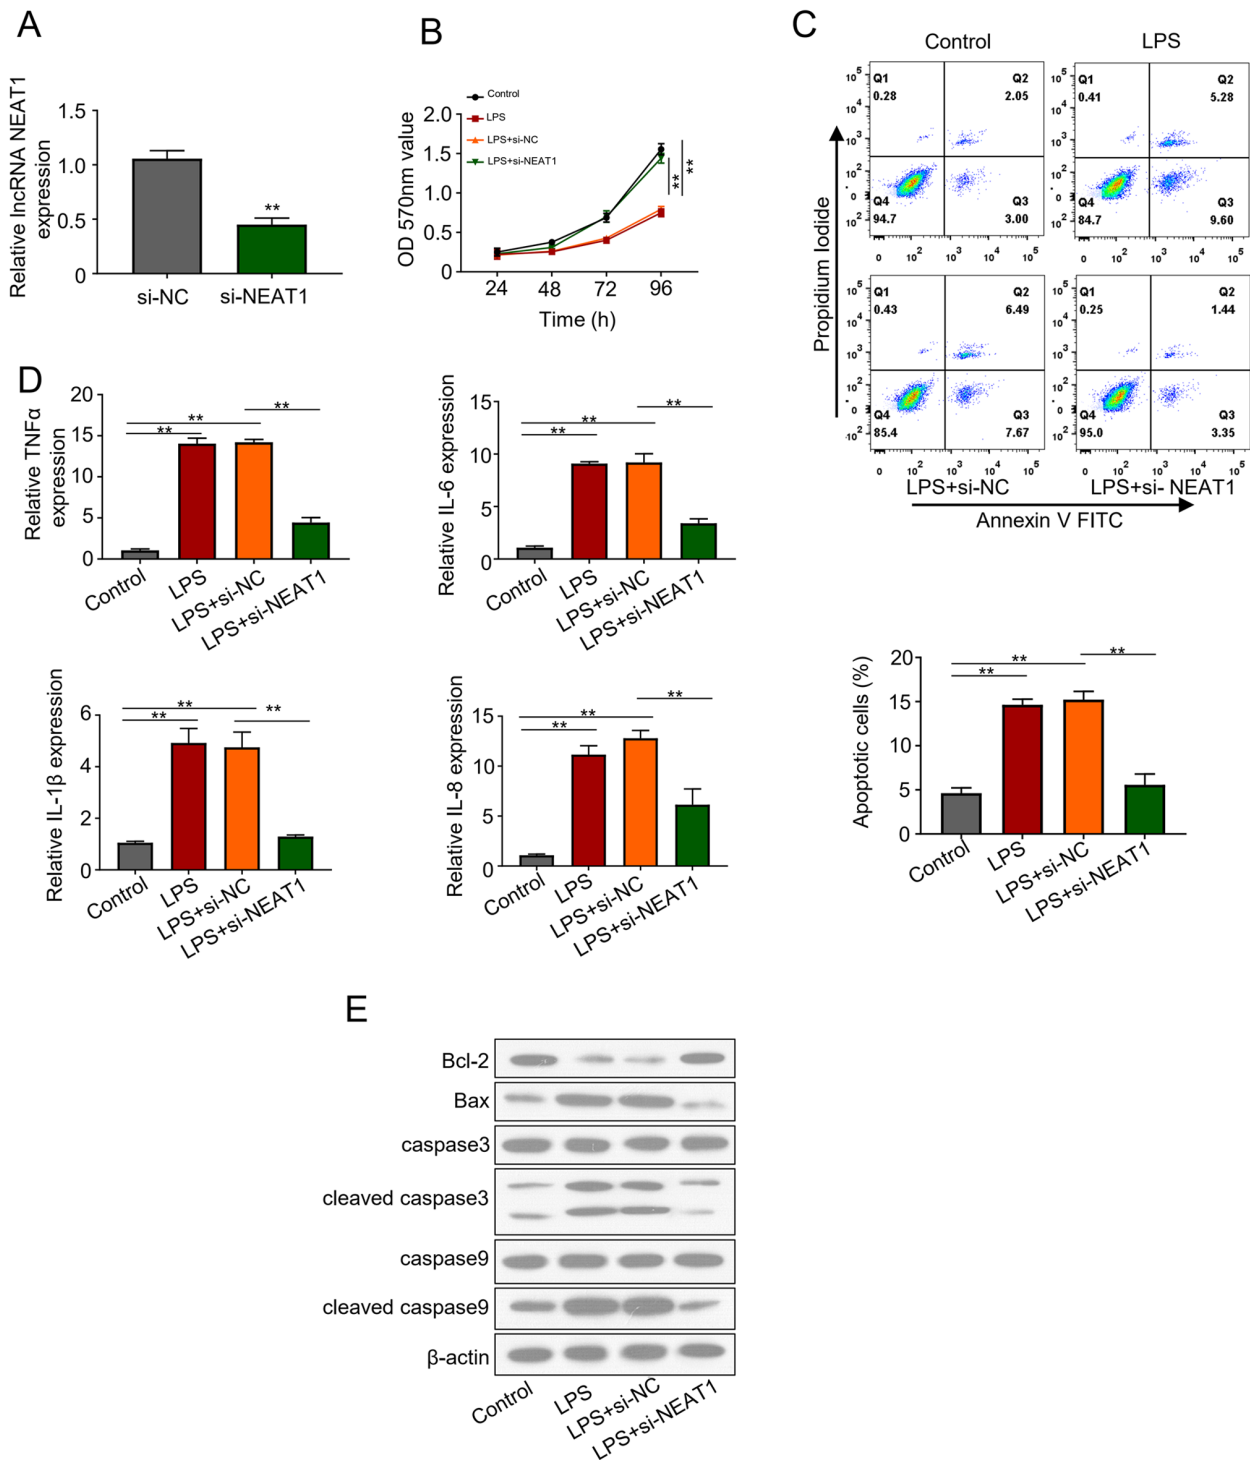 A
Relative lncRNA NEAT1
expression
1.5
1.0
0.5
0
**
si-NC
si-NEAT1
B
Control
LPS
LPS+si-NC
LPS+si-NEAT1
OD 570nm value
2.0
1.5
1.0
0.5
0
**
**
24
48
72
96
Time (h)
C
Control
LPS
Propidium Iodide
Q1
0.28
Q2
2.05
Q4
94.7
Q3
3.00
Q1
0.41
Q2
5.28
Q4
84.7
Q3
9.60
Q1
0.43
Q2
6.49
Q4
85.4
Q3
7.67
Q1
0.25
Q2
1.44
Q4
95.0
Q3
3.35
LPS+si-NC
LPS+si- NEAT1
Annexin V FITC
Apoptotic cells (%)
20
15
10
5
0
**
**
**
Control
LPS
LPS+si-NC
LPS+si-NEAT1
D
Relative TNFα
expression
20
15
10
5
0
**
**
**
Control
LPS
LPS+si-NC
LPS+si-NEAT1
Relative IL-6 expression
15
10
5
0
**
**
**
Control
LPS
LPS+si-NC
LPS+si-NEAT1
Relative IL-1β expression
6
4
2
0
**
**
**
Control
LPS
LPS+si-NC
LPS+si-NEAT1
Relative IL-8 expression
15
10
5
0
**
**
**
Control
LPS
LPS+si-NC
LPS+si-NEAT1
E
Bcl-2
Bax
caspase3
cleaved caspase3
caspase9
cleaved caspase9
β-actin
Control
LPS
LPS+si-NC
LPS+si-NEAT1